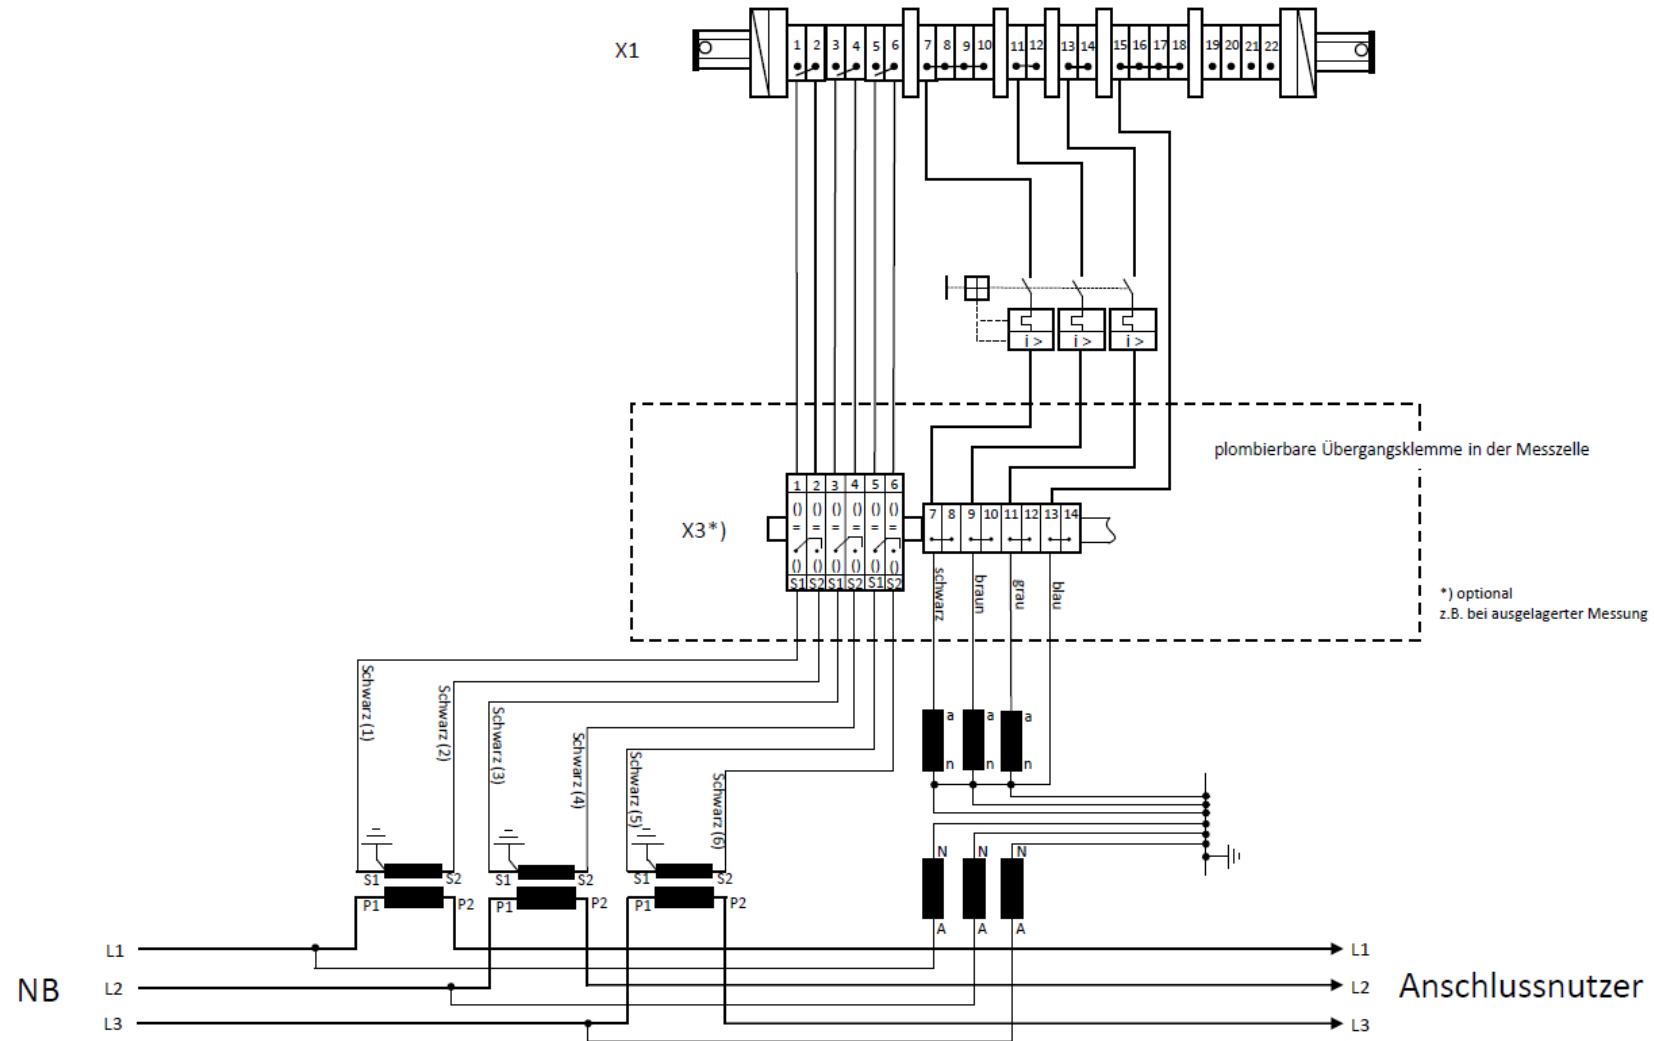 X1
1 2 3 4 5 6 7 8 9 10 11 12 13 14 15 16 17 18 19 20 21 22
i > i > i >
plombierbare Übergangsklemme in der Messzelle
X3*)
1 2 3 4 5 6
() () () () () ()
= = = = = =
() () () () () ()
S1 S2 S1 S2 S1 S2
7 8 9 10 11 12 13 14
schwarz
braun
grau
blau
*) optional
z.B. bei ausgelagerter Messung
Schwarz (1)
Schwarz (2)
Schwarz (3)
Schwarz (4)
Schwarz (5)
Schwarz (6)
a a a
n n n
N N N
A A A
S1 S2 S1 S2 S1 S2
P1 P2 P1 P2 P1 P2
L1 L1
L2 L2
L3 L3
NB
Anschlussnutzer